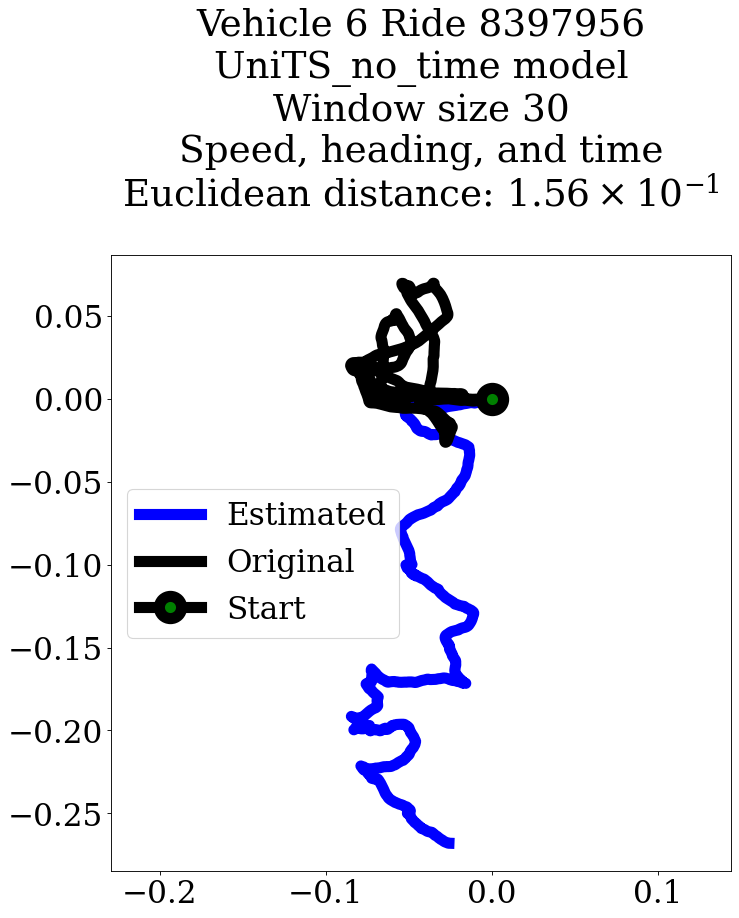 Vehicle 6 Ride 8397956
UniTS_no_time model
Window size 30
Speed, heading, and time
Euclidean distance: 1.56 × 10⁻¹
0.05
0.00
−0.05
−0.10
−0.15
−0.20
−0.25
Estimated
Original
Start
−0.2
−0.1
0.0
0.1